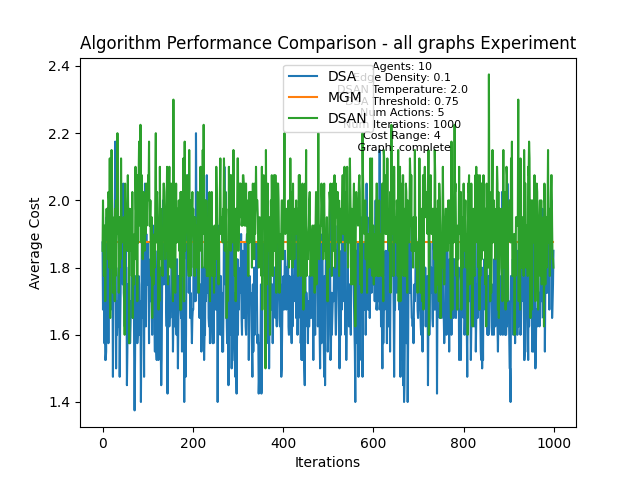 Algorithm Performance Comparison - all graphs Experiment
2.4
2.2
2.0
1.8
1.6
1.4
Average Cost
DSA
MGM
DSAN
Agents: 10
Edge Density: 0.1
DSAN Temperature: 2.0
Threshold: 0.75
Num Actions: 5
Num Iterations: 1000
Cost Range: 4
Graph: complete
0
200
400
600
800
1000
Iterations